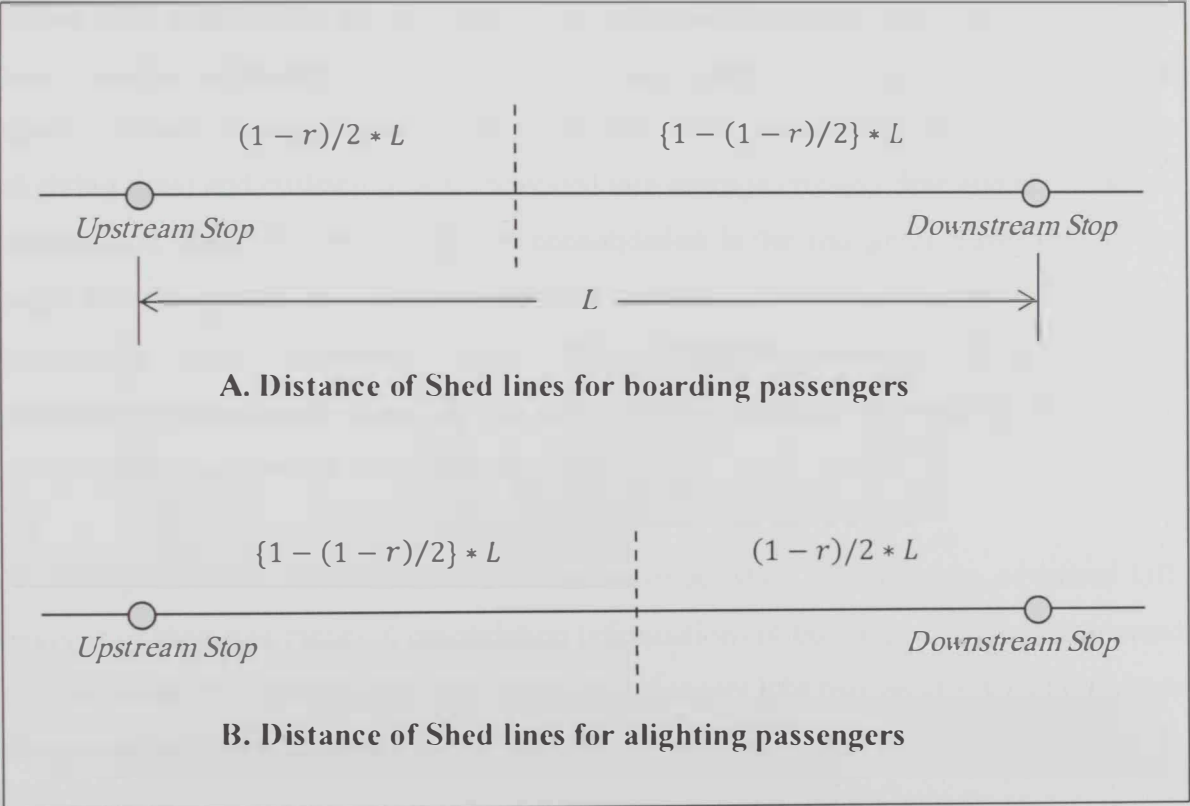 (1 − r)/2 ∗ L {1 − (1 − r)/2} ∗ L
Upstream Stop Downstream Stop
L
A. Distance of Shed lines for boarding passengers
{1 − (1 − r)/2} ∗ L (1 − r)/2 ∗ L
Upstream Stop Downstream Stop
B. Distance of Shed lines for alighting passengers